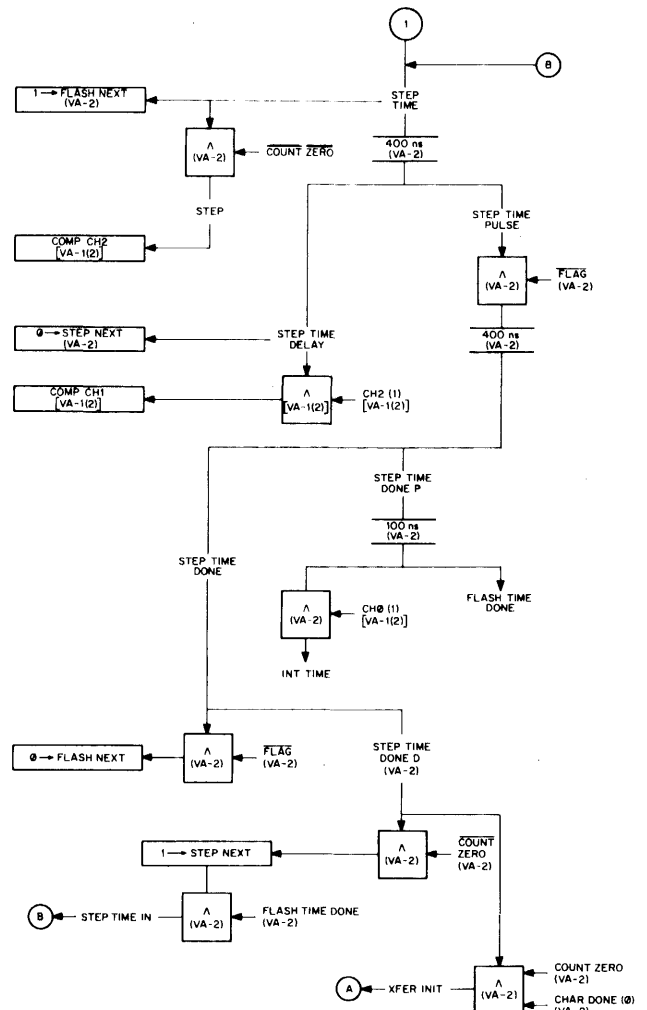 1
B
STEP
TIME
1→FLASH NEXT
(VA-2)
400 ns
(VA-2)
Λ
(VA-2)
COUNT ZERO
STEP
STEP TIME
PULSE
COMP CH2
[VA-1(2)]
Λ
(VA-2)
FLAG
(VA-2)
0→STEP NEXT
(VA-2)
STEP TIME
DELAY
400 ns
(VA-2)
COMP CH1
[VA-1(2)]
Λ
[VA-1(2)]
CH2 (1)
[VA-1(2)]
STEP TIME
DONE P
100 ns
(VA-2)
STEP TIME
DONE
Λ
(VA-2)
CHØ (1)
[VA-1(2)]
FLASH TIME
DONE
INT TIME
Ø→FLASH NEXT
Λ
(VA-2)
FLAG
(VA-2)
STEP TIME
DONE D
(VA-2)
1→STEP NEXT
Λ
(VA-2)
COUNT
ZERO
(VA-2)
B
STEP TIME IN
Λ
(VA-2)
FLASH TIME DONE
(VA-2)
A
XFER INIT
Λ
(VA-2)
COUNT ZERO
(VA-2)
CHAR DONE (Ø)
(VA-2)